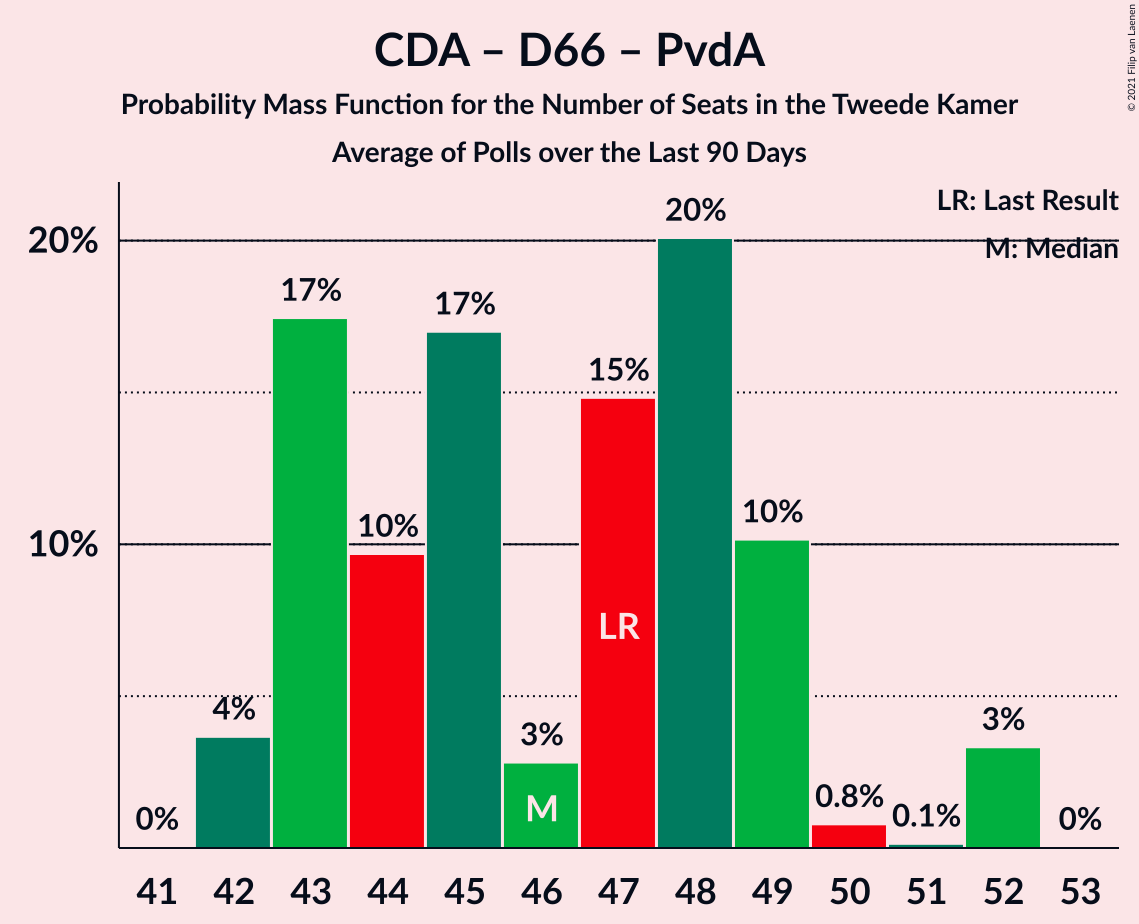 CDA – D66 – PvdA
Probability Mass Function for the Number of Seats in the Tweede Kamer
Average of Polls over the Last 90 Days
© 2021 Filip van Laenen
LR: Last Result
M: Median
20%
10%
0%
4%
17%
10%
17%
3%
15%
20%
10%
0.8%
0.1%
3%
0%
LR
M
41 42 43 44 45 46 47 48 49 50 51 52 53